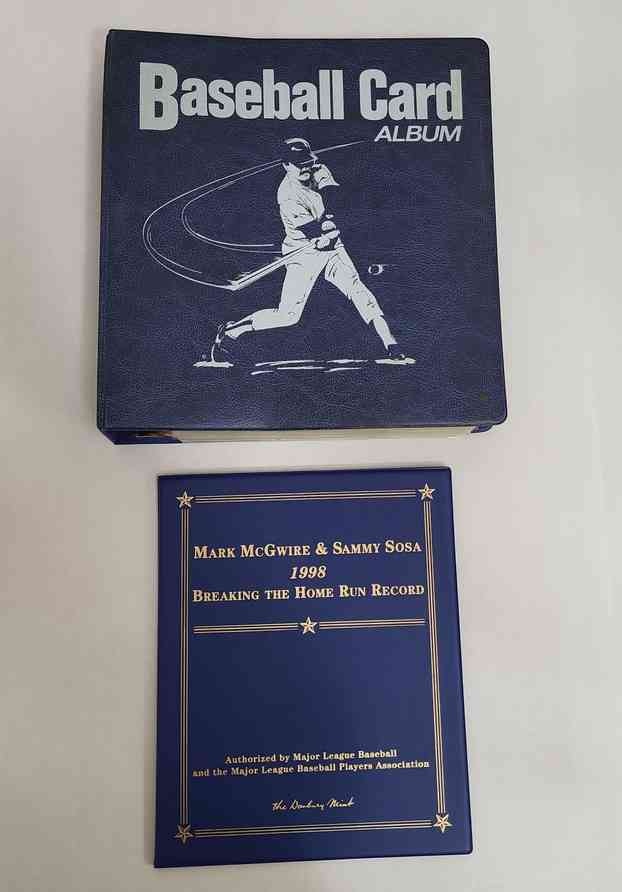 Baseball Card
ALBUM
MARK MCGWIRE & SAMMY SOSA
1998
BREAKING THE HOME RUN RECORD
Authorized by Major League Baseball
and the Major League Baseball Players Association
the Danbury Mint